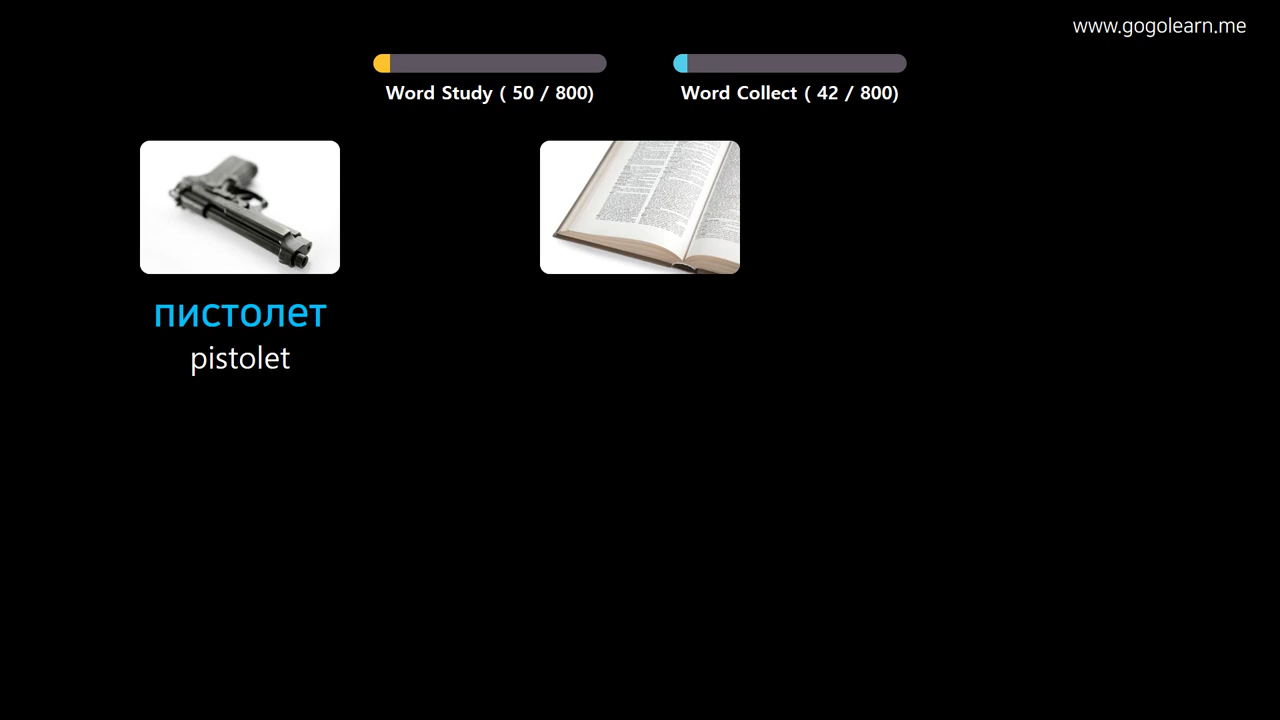 www.gogolearn.me
Word Study ( 50 / 800)
Word Collect ( 42 / 800)
пистолет
pistolet